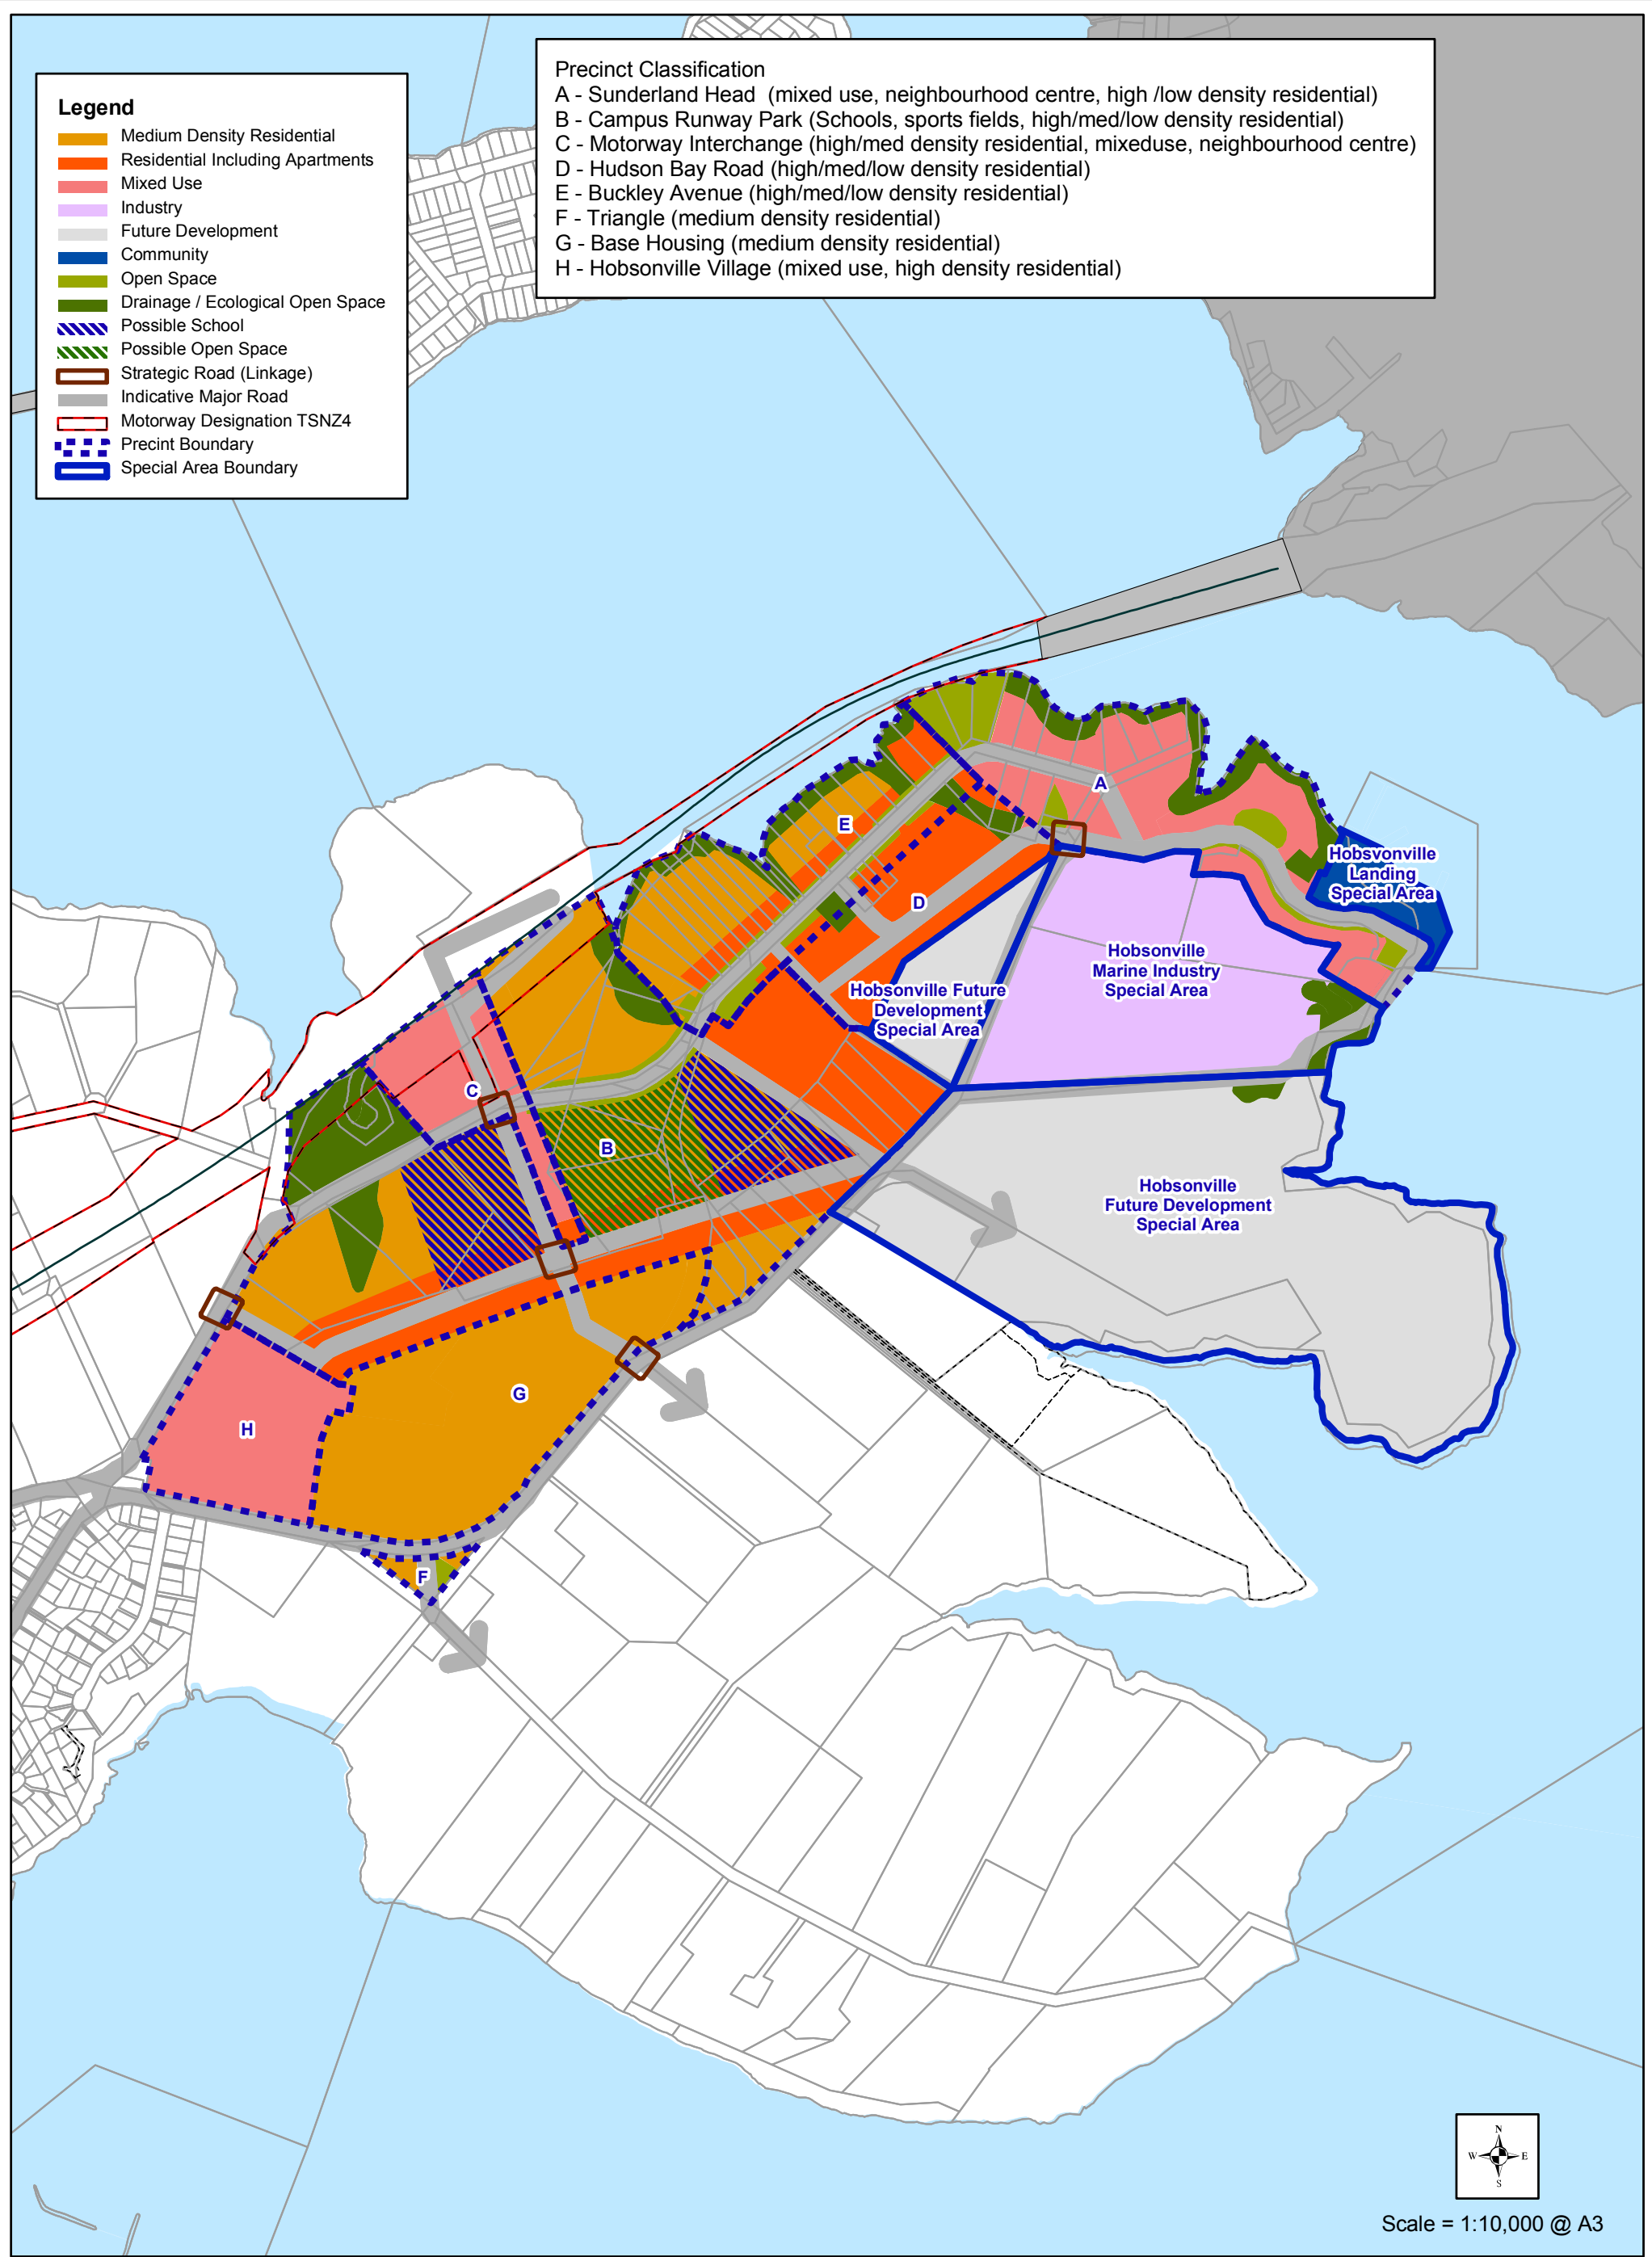 Legend
Medium Density Residential
Residential Including Apartments
Mixed Use
Industry
Future Development
Community
Open Space
Drainage / Ecological Open Space
Possible School
Possible Open Space
Strategic Road (Linkage)
Indicative Major Road
Motorway Designation TSNZ4
Precint Boundary
Special Area Boundary
Precinct Classification
A - Sunderland Head (mixed use, neighbourhood centre, high /low density residential)
B - Campus Runway Park (Schools, sports fields, high/med/low density residential)
C - Motorway Interchange (high/med density residential, mixeduse, neighbourhood centre)
D - Hudson Bay Road (high/med/low density residential)
E - Buckley Avenue (high/med/low density residential)
F - Triangle (medium density residential)
G - Base Housing (medium density residential)
H - Hobsonville Village (mixed use, high density residential)
A
E
Hobsvonville
Landing
Special Area
D
Hobsonville
Marine Industry
Special Area
Hobsonville Future
Development
Special Area
C
B
Hobsonville
Future Development
Special Area
G
H
F
N
W
E
S
Scale = 1:10,000 @ A3